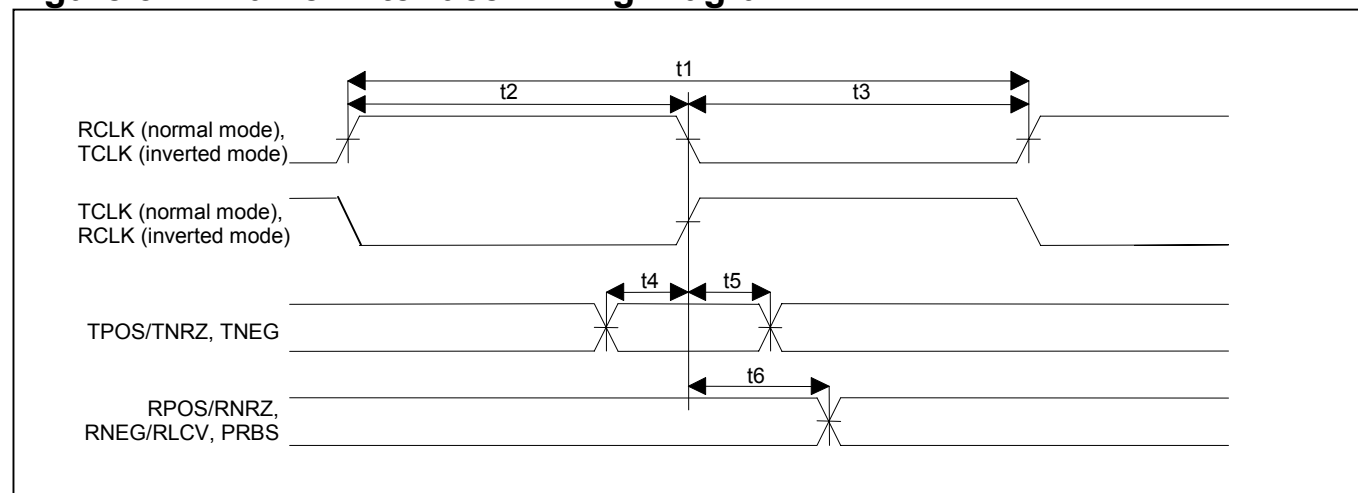 t1
t2 t3
RCLK (normal mode),
TCLK (inverted mode)
TCLK (normal mode),
RCLK (inverted mode)
t4 t5
TPOS/TNRZ, TNEG
t6
RPOS/RNRZ,
RNEG/RLCV, PRBS